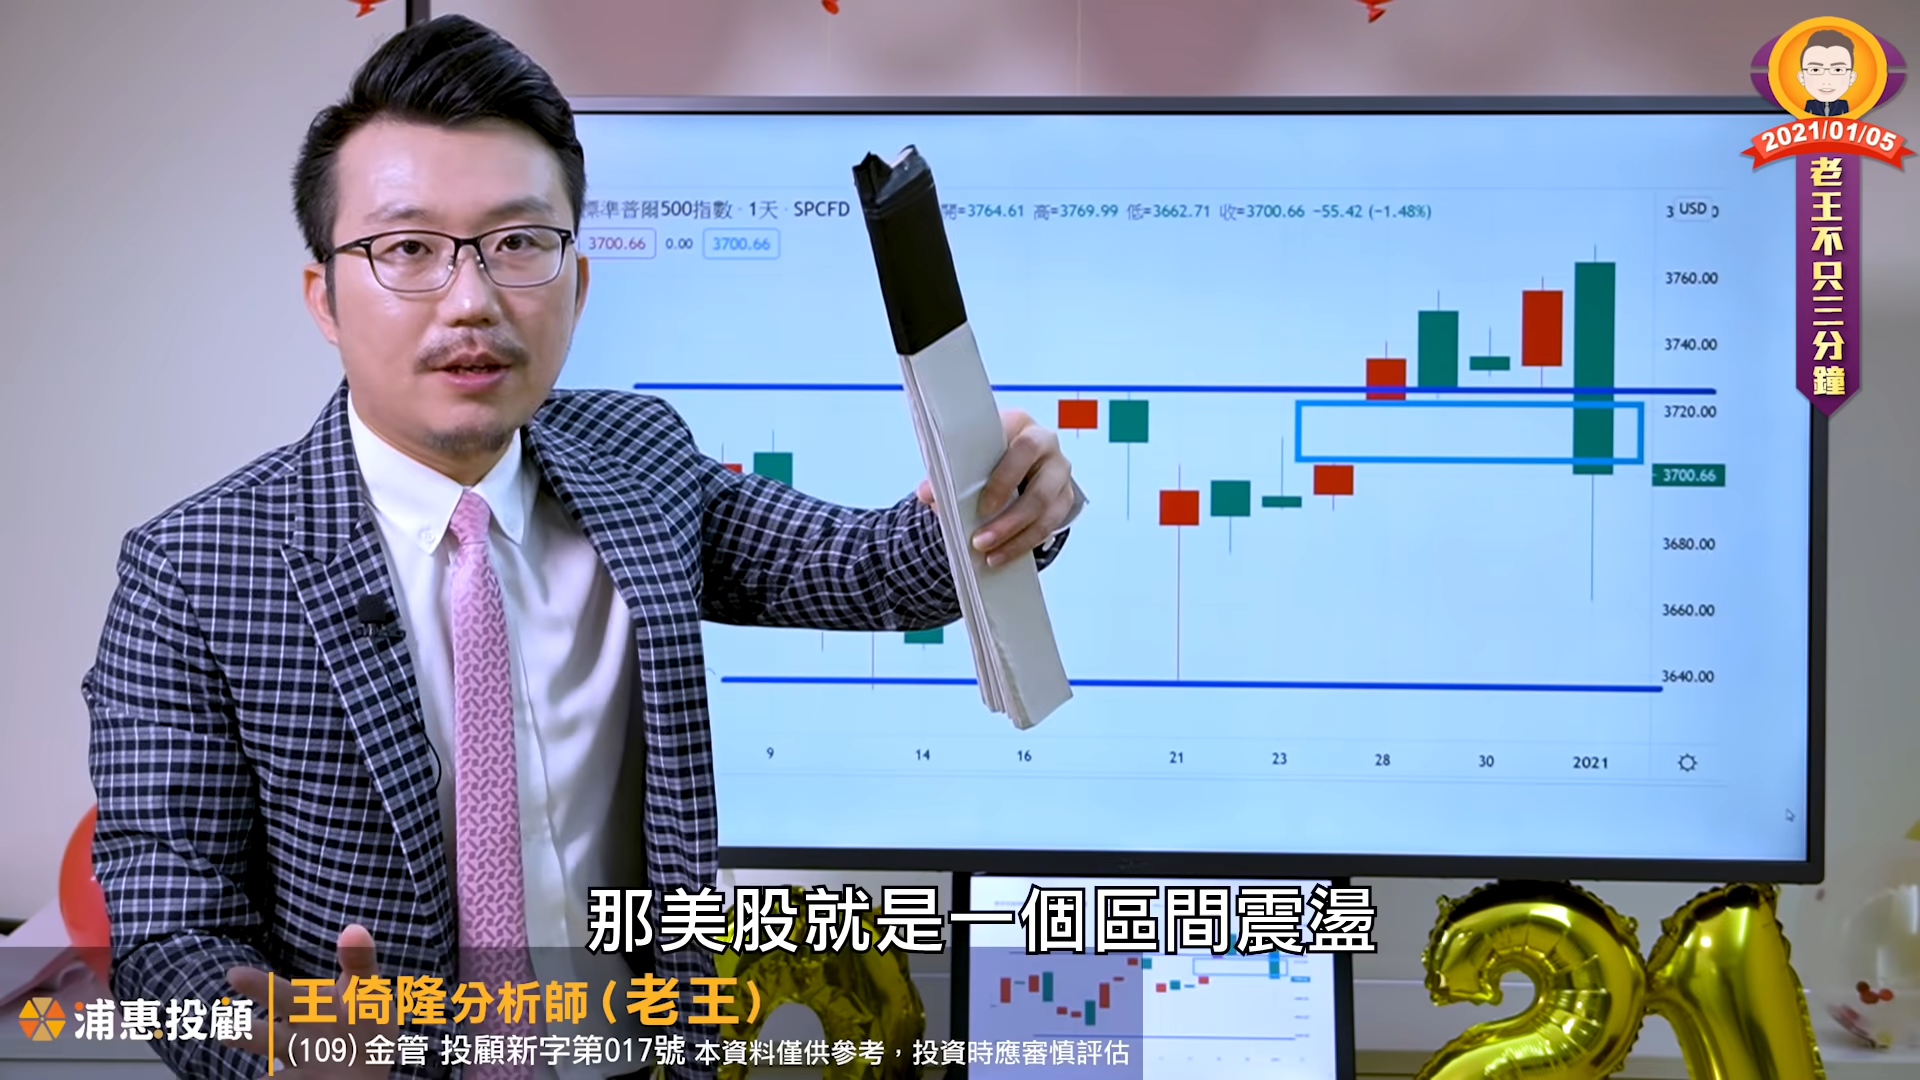 2021/01/05
老王不只三分鐘
標準普爾500指數 · 1天 · SPCFD
開=3764.61 高=3769.99 低=3662.71 收=3700.66 −55.42 (−1.48%)
3700.66 0.00 3700.66
USD
3760.00
3740.00
3720.00
3700.66
3680.00
3660.00
3640.00
9 14 16 21 23 28 30 2021
那美股就是一個區間震盪
21
浦惠投顧
王倚隆分析師(老王)
(109)金管 投顧新字第017號 本資料僅供參考，投資時應審慎評估